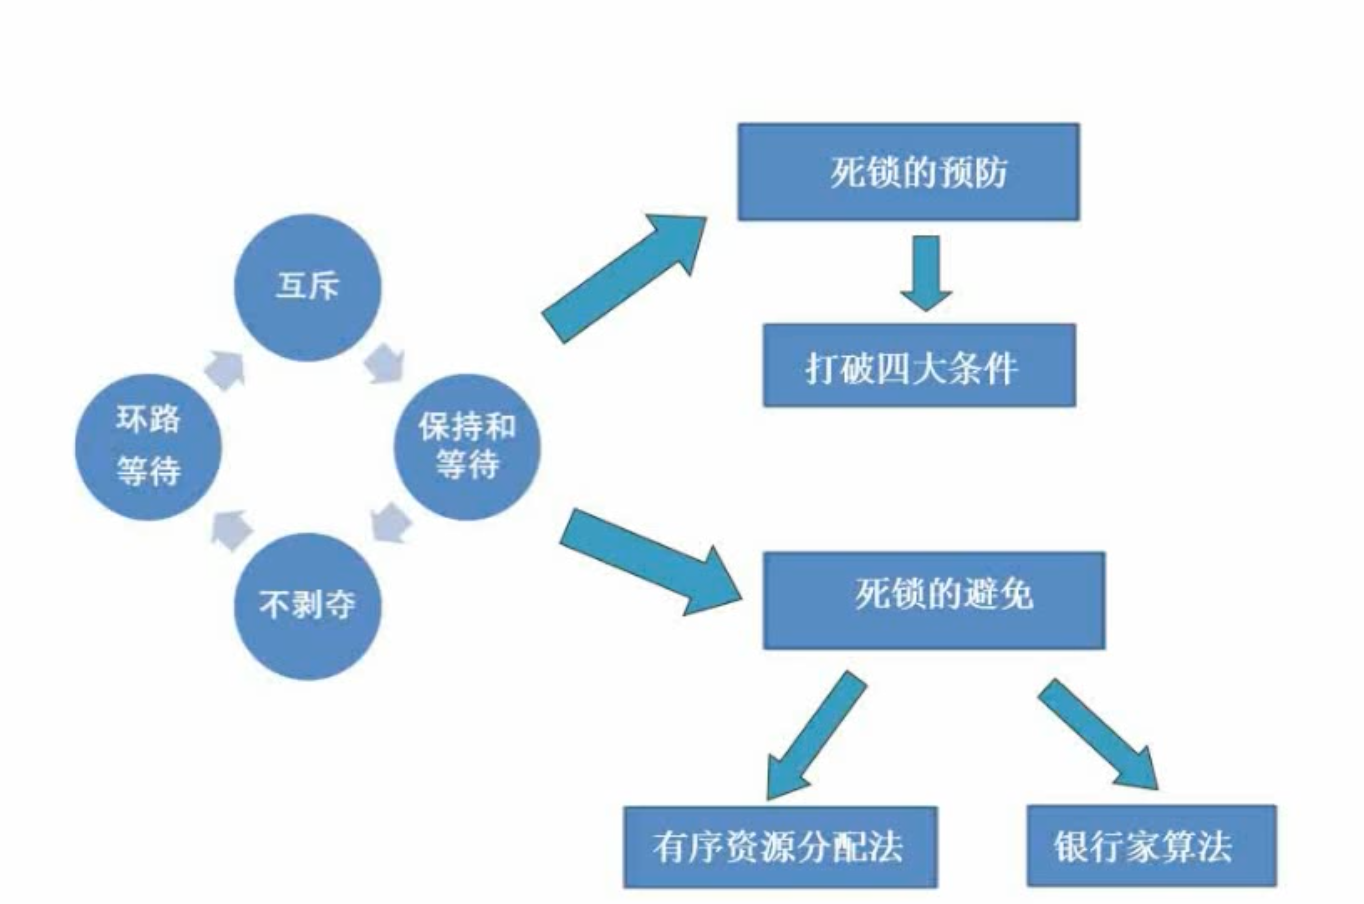 互斥
保持和
等待
不剥夺
环路
等待
死锁的预防
打破四大条件
死锁的避免
有序资源分配法
银行家算法